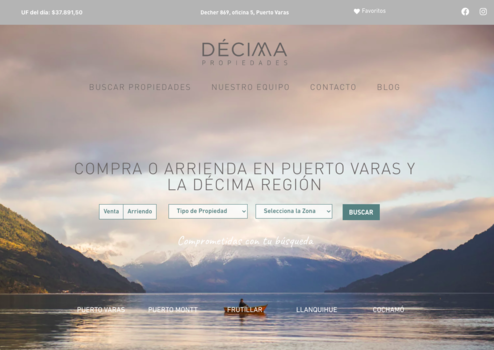 UF del día: $37.891,50
Decher 869, oficina 5, Puerto Varas
Favoritos
DÉCIMA
PROPIEDADES
BUSCAR PROPIEDADES NUESTRO EQUIPO CONTACTO BLOG
COMPRA O ARRIENDA EN PUERTO VARAS Y
LA DÉCIMA REGIÓN
Venta Arriendo Tipo de Propiedad Selecciona la Zona BUSCAR
Comprometidos con tu búsqueda
PUERTO VARAS PUERTO MONTT FRUTILLAR LLANQUIHUE COCHAMÓ